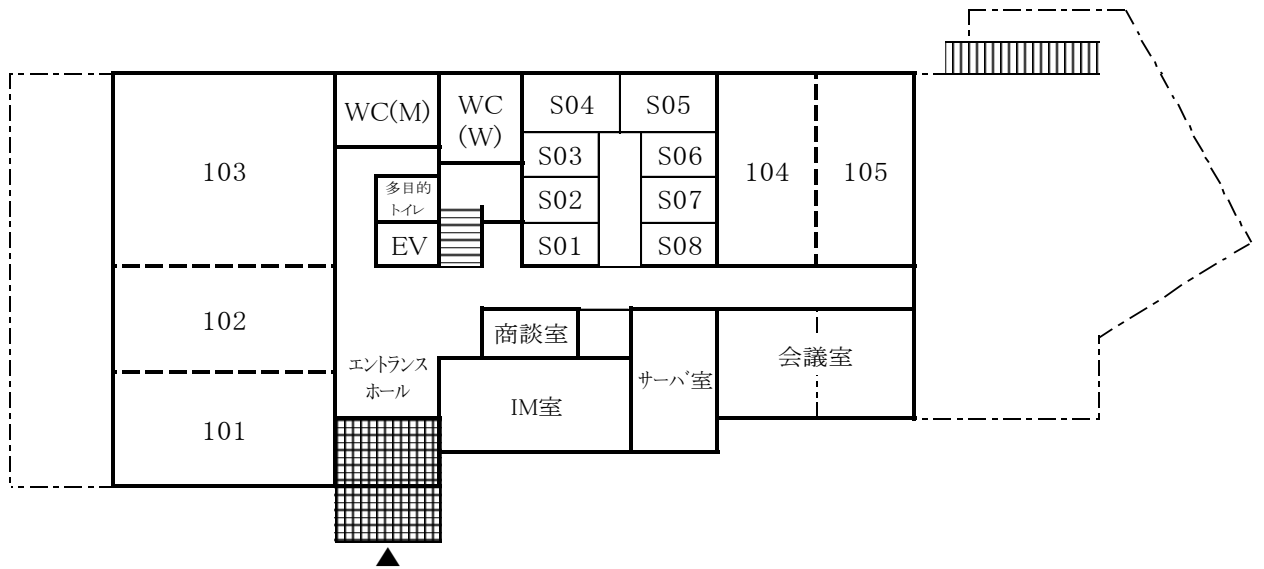 WC(M)
WC
(W)
S04
S05
103
S03
S06
104
105
多目的
トイレ
S02
S07
EV
S01
S08
102
商談室
エントランス
ホール
会議室
サーバ室
IM室
101